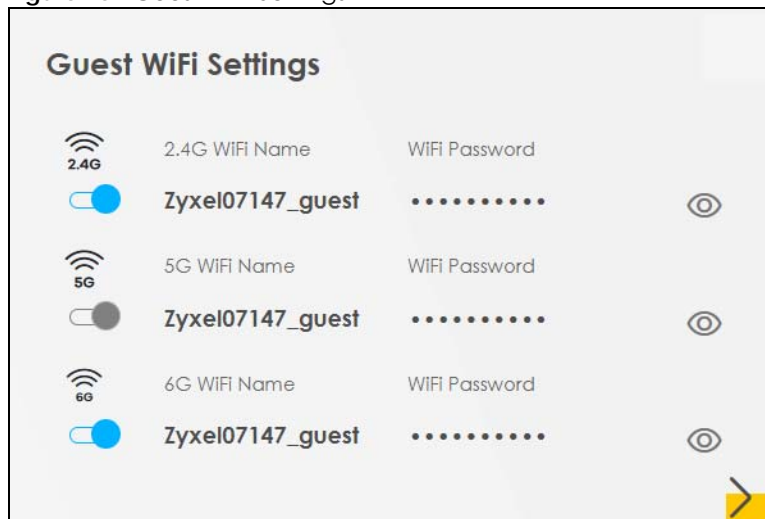 Guest WiFi Settings
2.4G WiFi Name WiFi Password
2.4G
Zyxel07147_guest ••••••••••
5G WiFi Name WiFi Password
5G
Zyxel07147_guest ••••••••••
6G WiFi Name WiFi Password
6G
Zyxel07147_guest ••••••••••